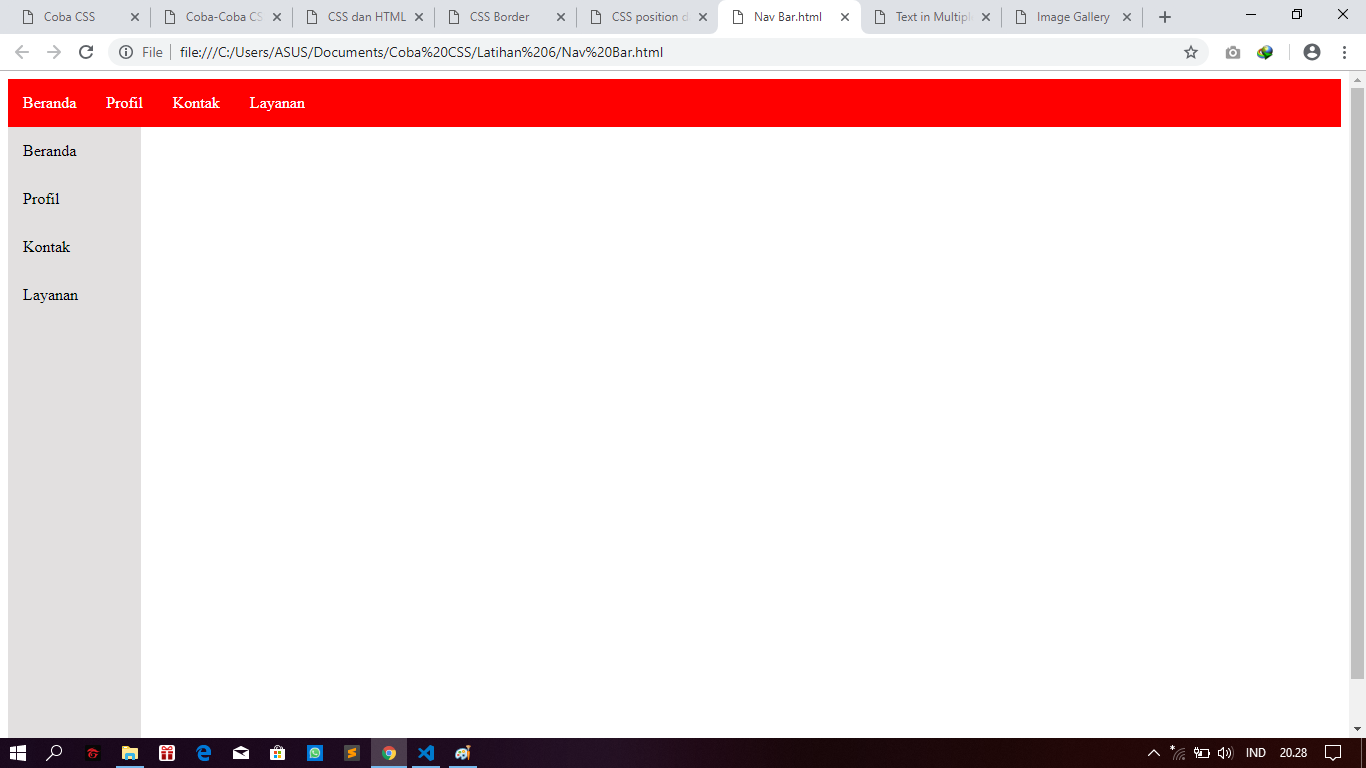 Coba CSS Coba-Coba CS CSS dan HTML CSS Border CSS position d Nav Bar.html Text in Multipl Image Gallery
File file:///C:/Users/ASUS/Documents/Coba%20CSS/Latihan%206/Nav%20Bar.html
Beranda Profil Kontak Layanan
Beranda
Profil
Kontak
Layanan
IND 20.28